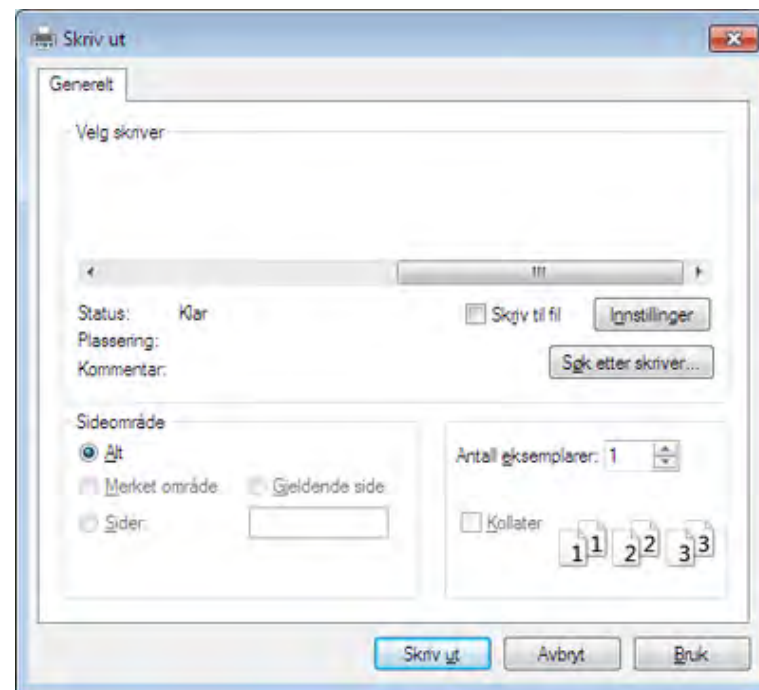 Skriv ut
Generelt
Velg skriver
Status: Klar
Skriv til fil
Innstillinger
Plassering:
Kommentar:
Søk etter skriver...
Sideområde
Alt
Merket område
Gjeldende side
Sider:
Antall eksemplarer: 1
Kollater
1 1 2 2 3 3
Skriv ut
Avbryt
Bruk